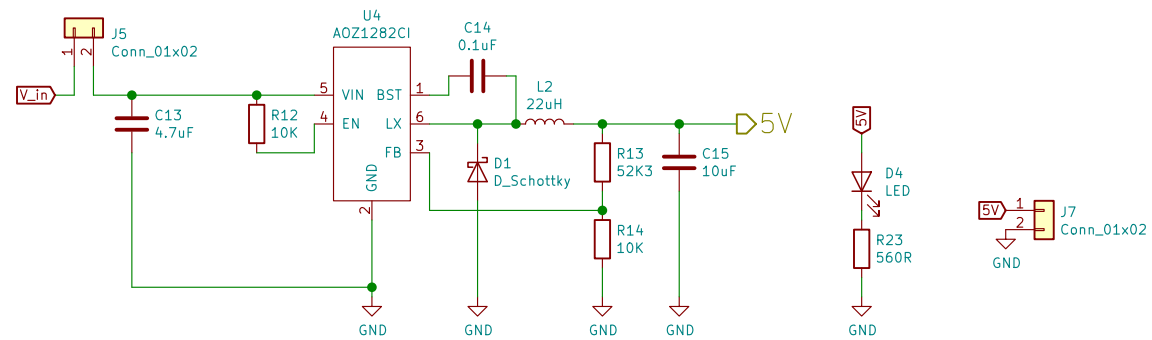 J5
Conn_01x02
1
2
V_in
C13
4.7uF
R12
10K
U4
AOZ1282CI
5
VIN
4
EN
BST
1
LX
6
FB
3
GND
2
GND
C14
0.1uF
L2
22uH
D1
D_Schottky
GND
R13
52K3
R14
10K
GND
C15
10uF
GND
5V
5V
D4
LED
R23
560R
GND
5V
1
2
J7
Conn_01x02
GND